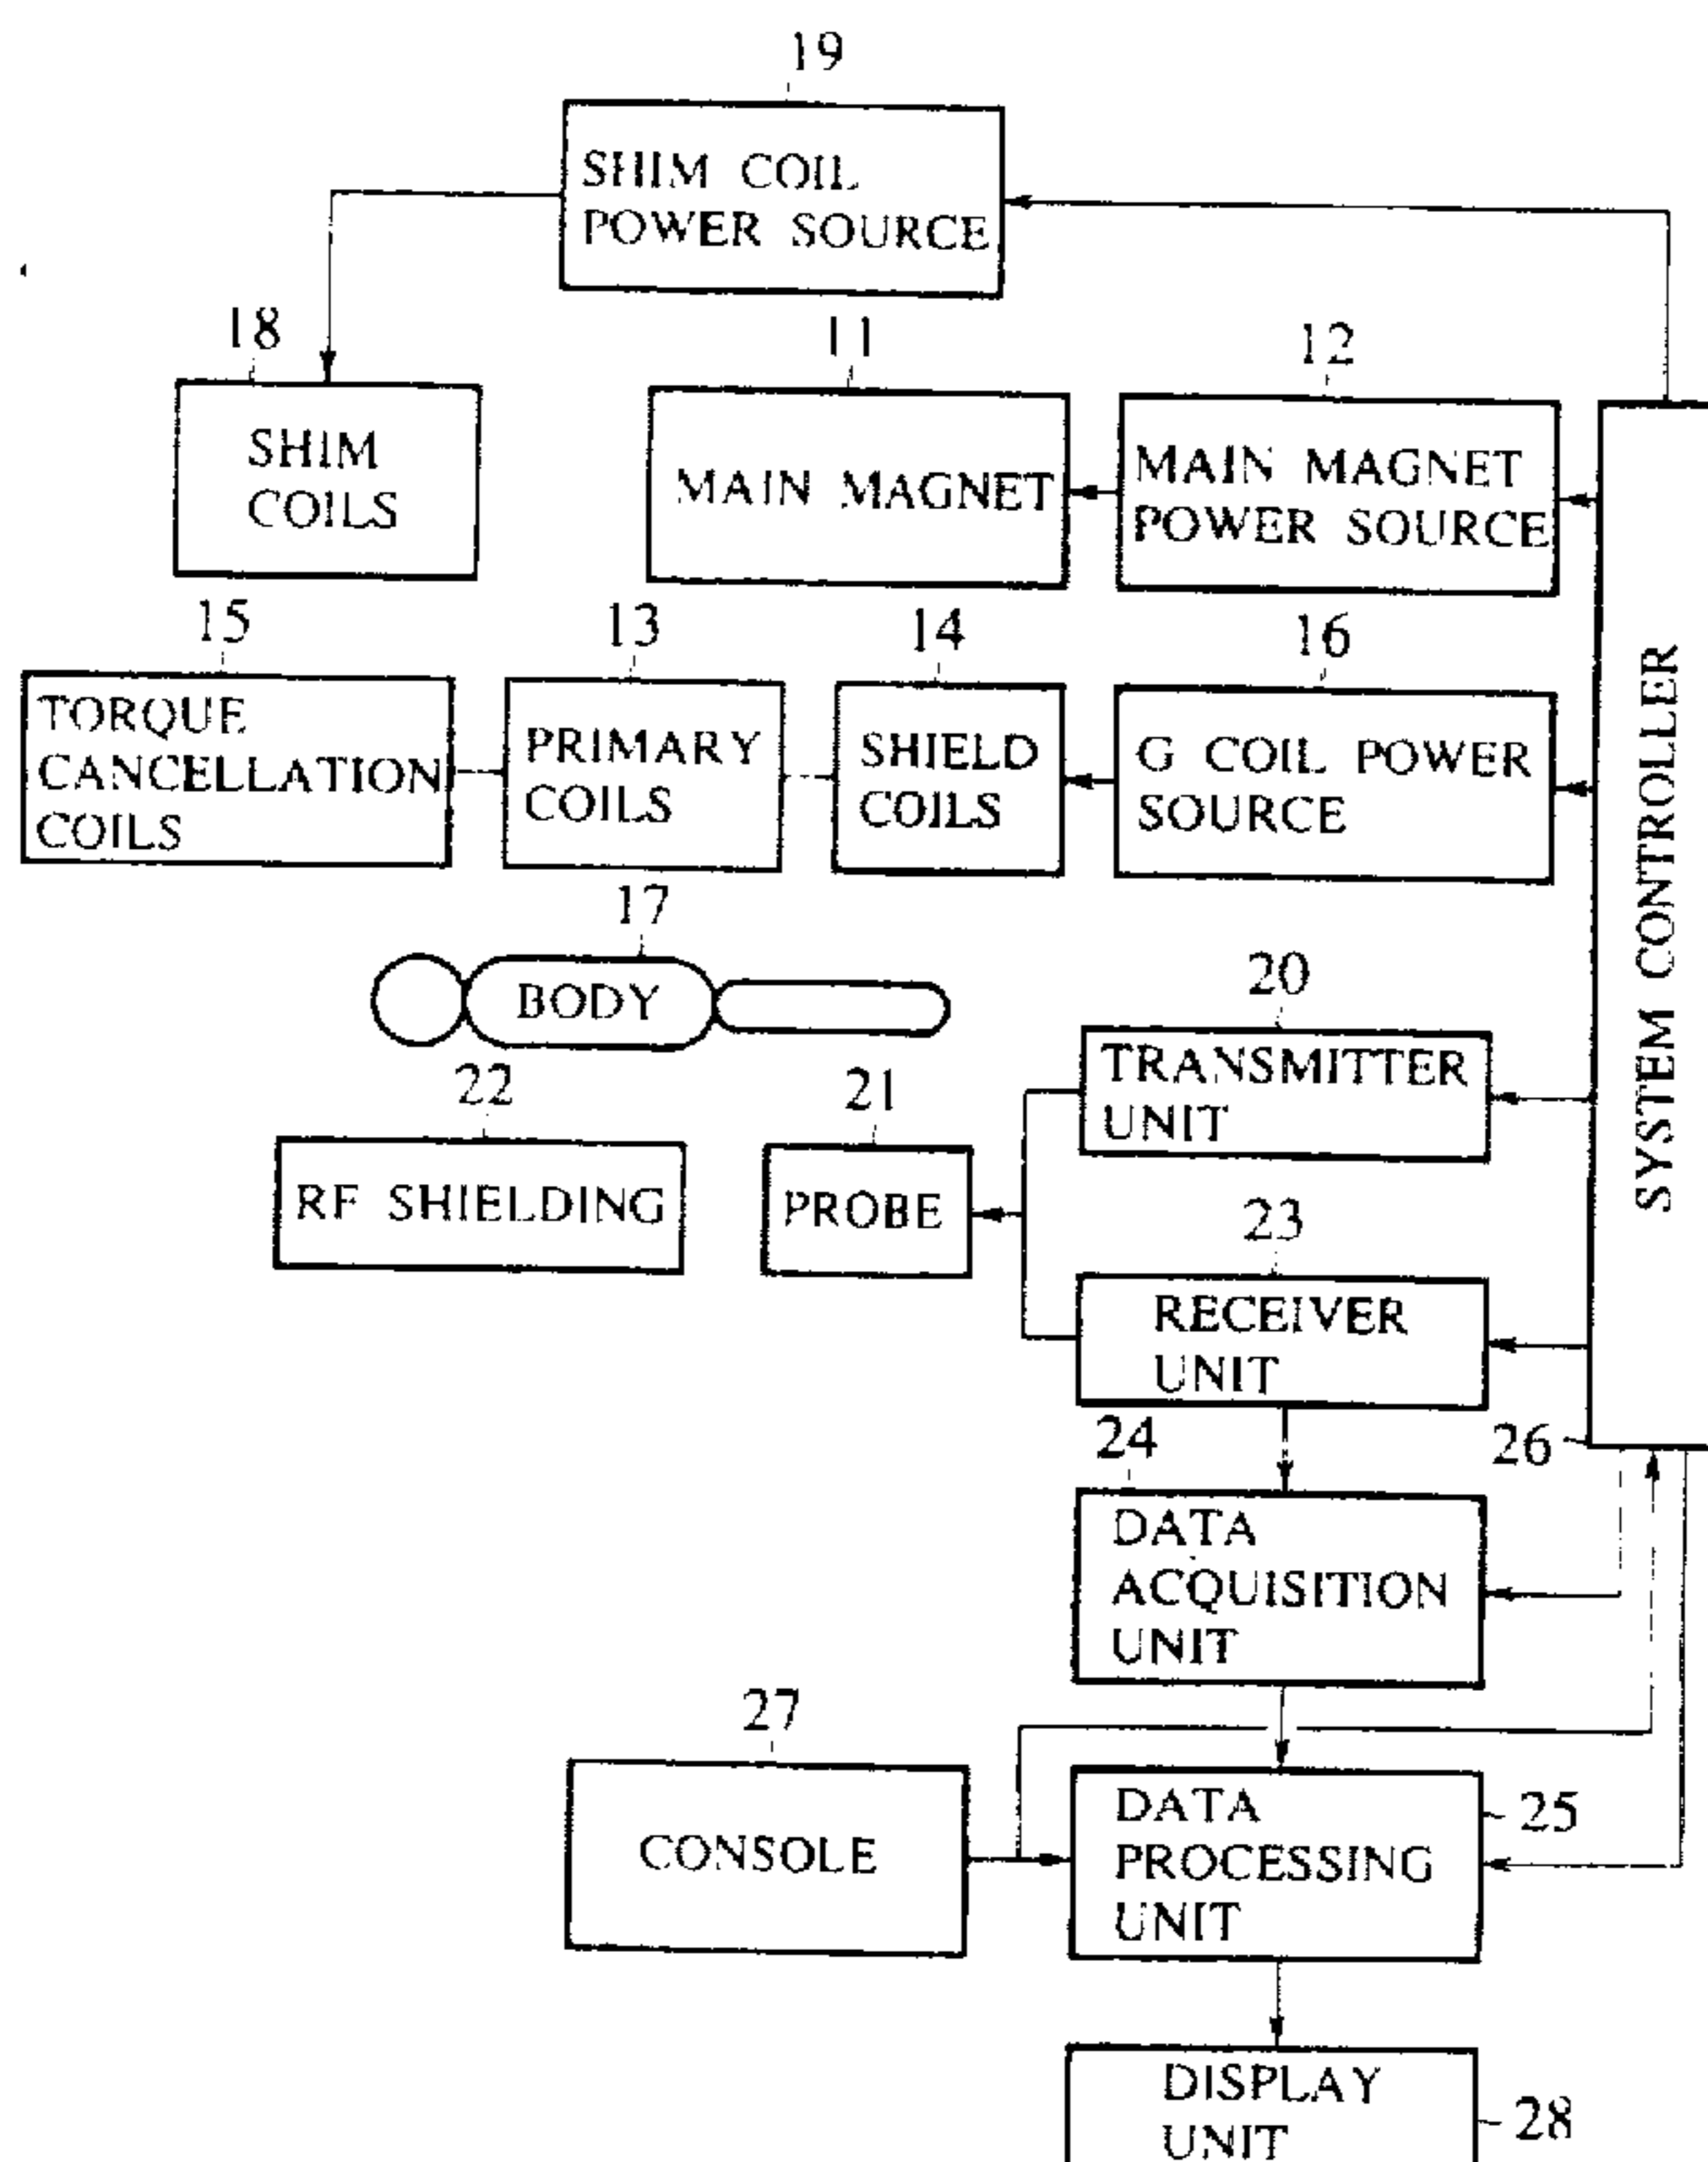 19
SHIM COIL
POWER SOURCE
18
11
12
SHIM
COILS
MAIN MAGNET
MAIN MAGNET
POWER SOURCE
15
13
14
16
TORQUE
CANCELLATION
COILS
PRIMARY
COILS
SHIELD
COILS
G COIL POWER
SOURCE
SYSTEM CONTROLLER
17
BODY
20
TRANSMITTER
UNIT
22
21
RF SHIELDING
PROBE
23
RECEIVER
UNIT
24
26
DATA
ACQUISITION
UNIT
27
CONSOLE
DATA
PROCESSING
UNIT
25
DISPLAY
UNIT
28